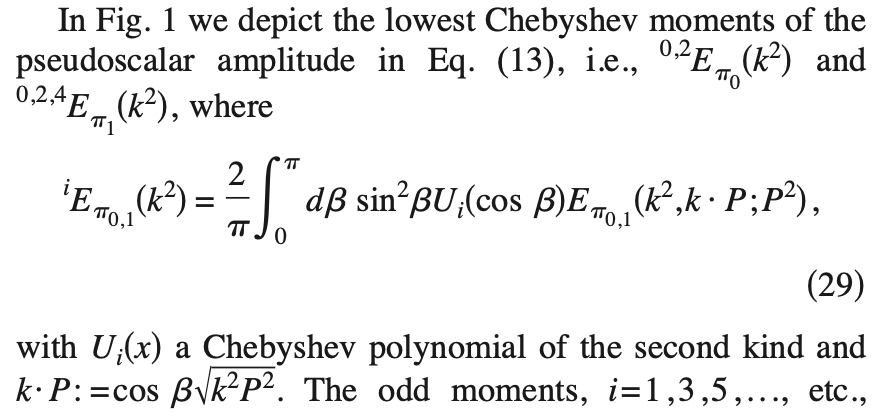 In Fig. 1 we depict the lowest Chebyshev moments of the
pseudoscalar amplitude in Eq. (13), i.e., ^{0,2}E_{π_0}(k^2) and
^{0,2,4}E_{π_1}(k^2), where
^{i}E_{π_{0,1}}(k^2) = \frac{2}{π} \int_0^π dβ sin^2 β U_i(cos β) E_{π_{0,1}}(k^2, k · P; P^2),
(29)
with U_i(x) a Chebyshev polynomial of the second kind and
k · P := cos β\sqrt{k^2 P^2}. The odd moments, i = 1,3,5,..., etc.,